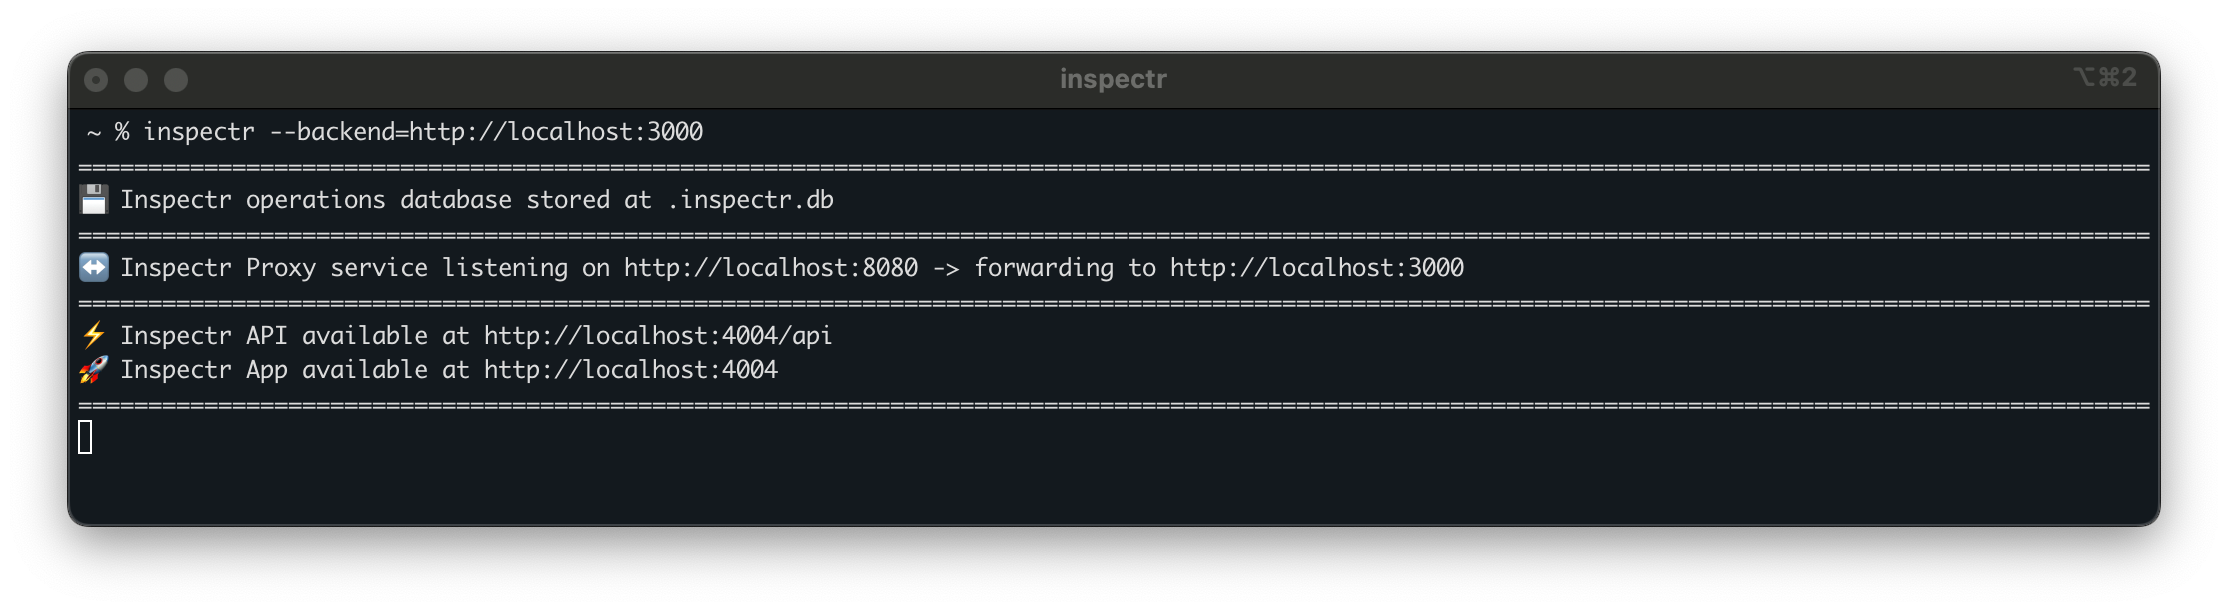 inspectr
⌥⌘2
~ % inspectr --backend=http://localhost:3000
====================================================================================================================================================
💾 Inspectr operations database stored at .inspectr.db
====================================================================================================================================================
↔️ Inspectr Proxy service listening on http://localhost:8080 -> forwarding to http://localhost:3000
====================================================================================================================================================
⚡ Inspectr API available at http://localhost:4004/api
🚀 Inspectr App available at http://localhost:4004
====================================================================================================================================================